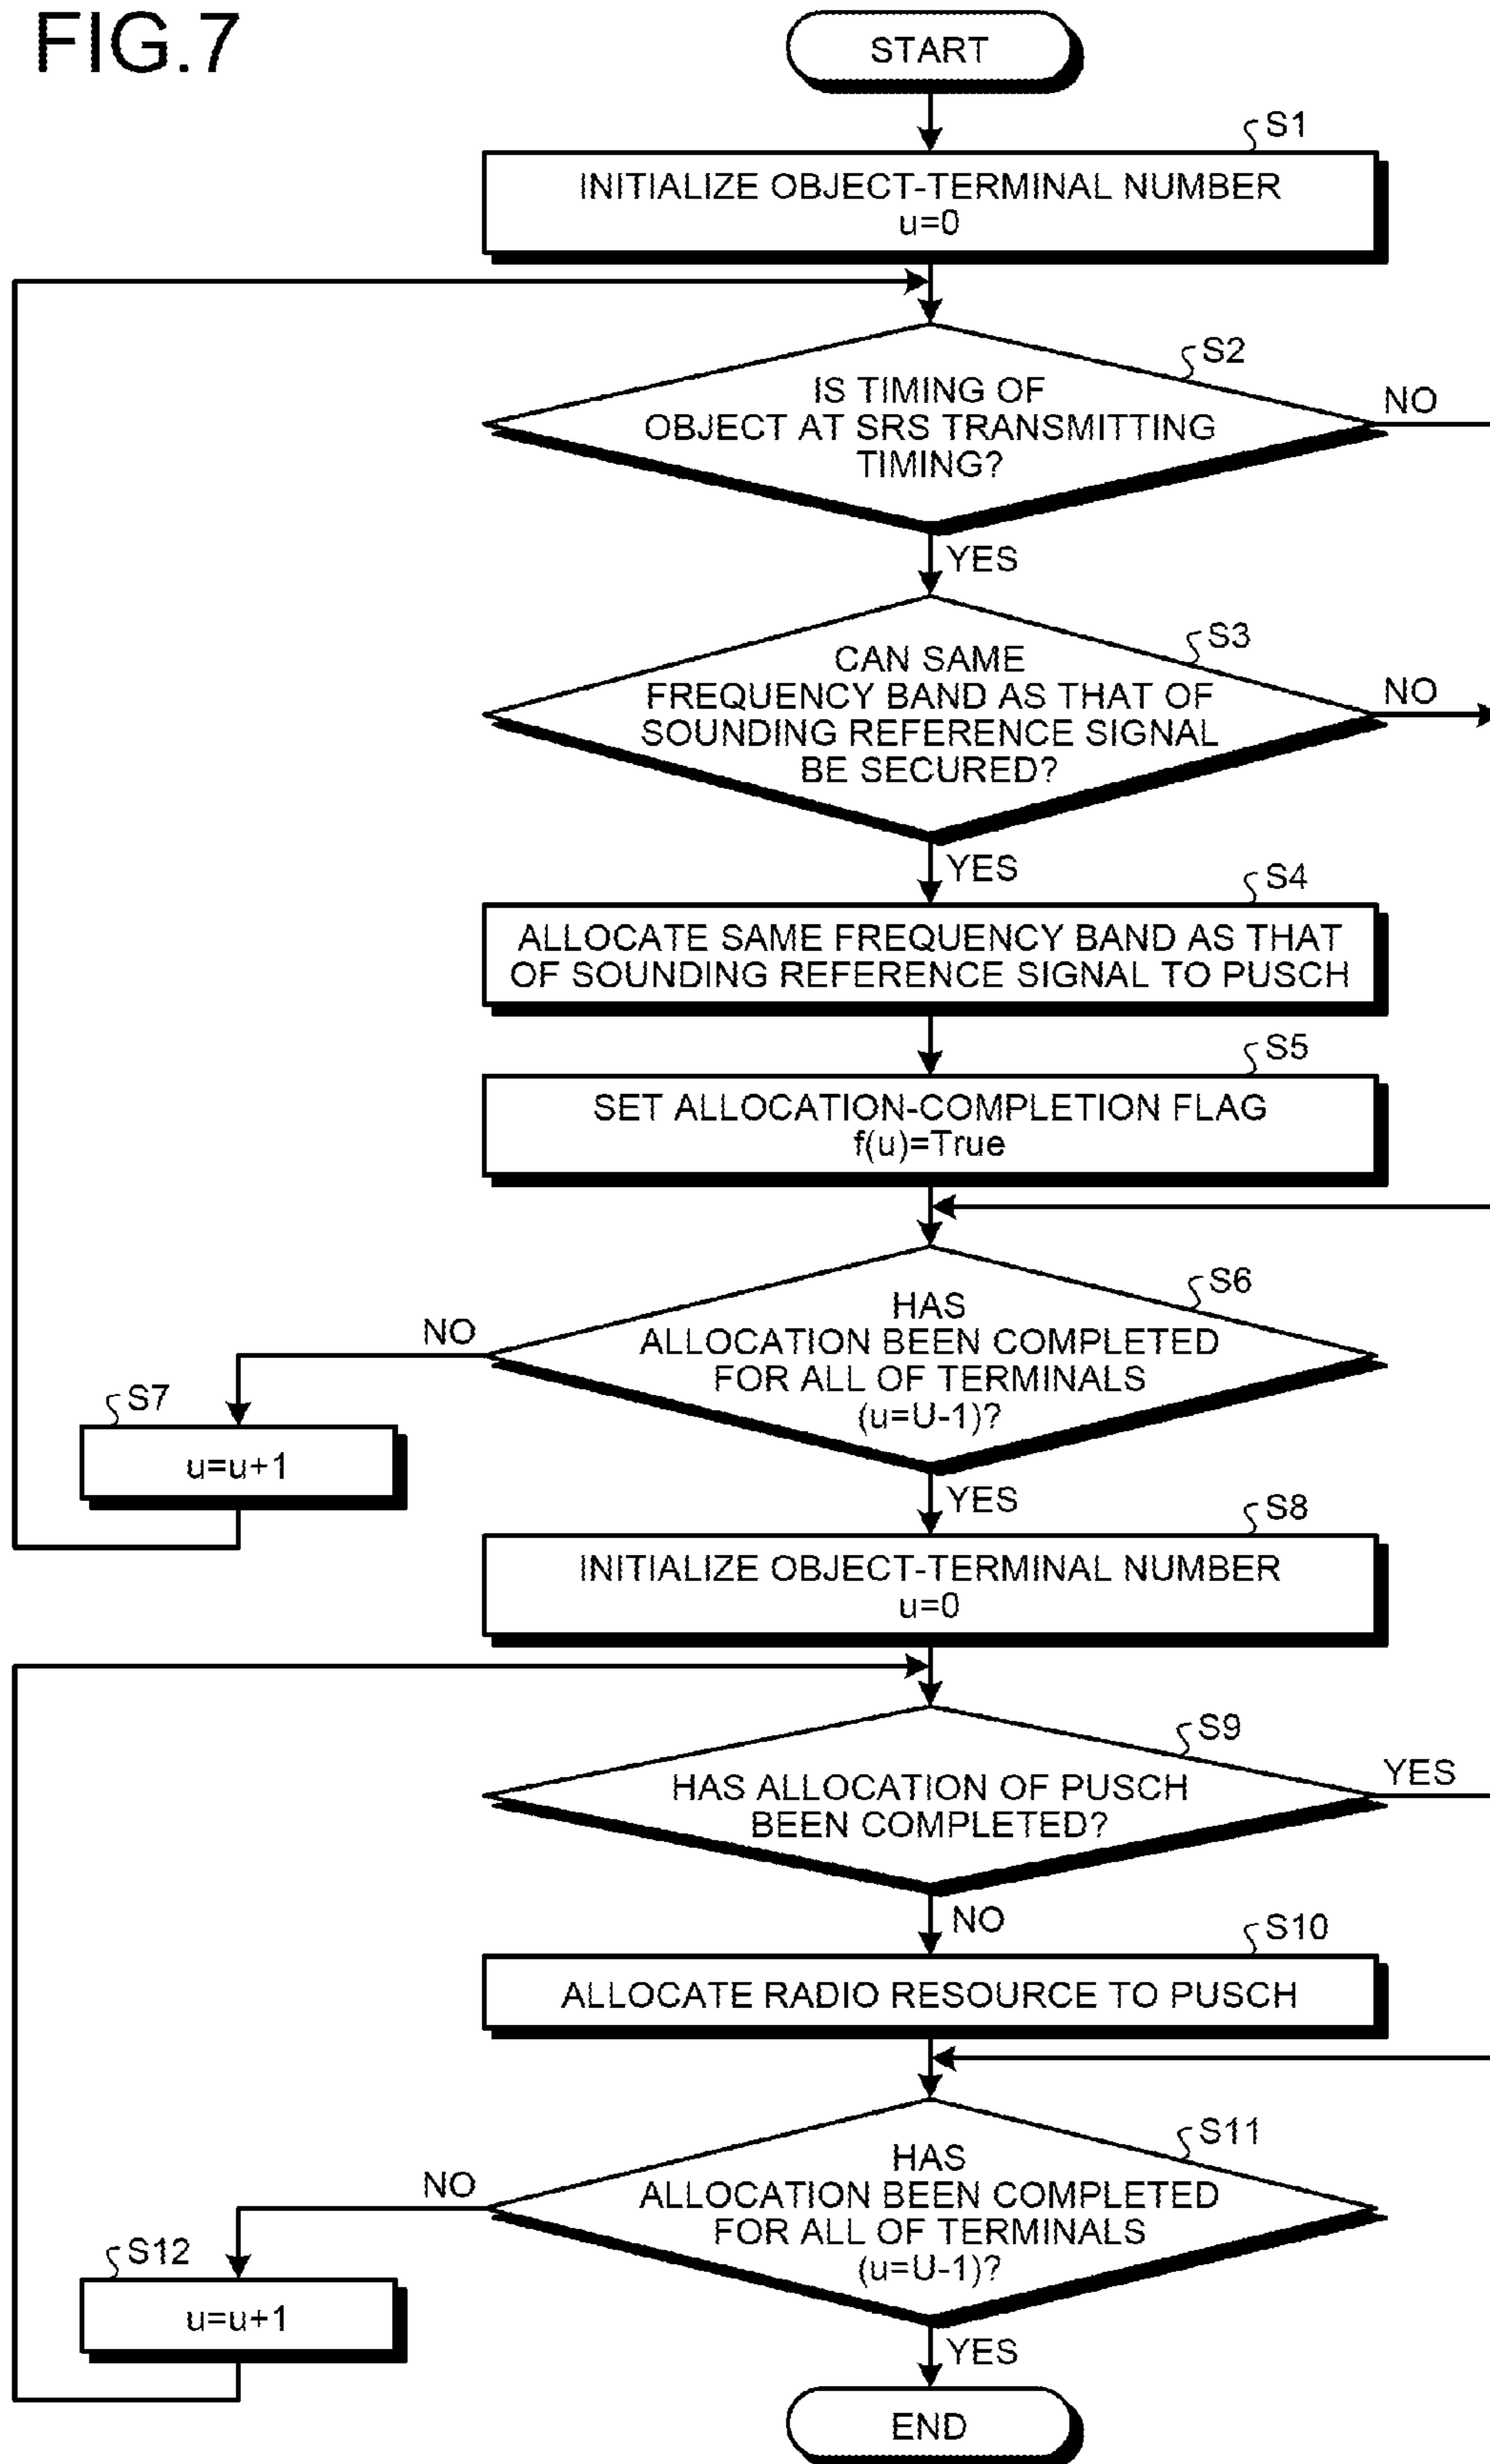 FIG.7
START
S1
INITIALIZE OBJECT-TERMINAL NUMBER
u=0
S2
IS TIMING OF
OBJECT AT SRS TRANSMITTING
TIMING?
NO
YES
S3
CAN SAME
FREQUENCY BAND AS THAT OF
SOUNDING REFERENCE SIGNAL
BE SECURED?
NO
YES
S4
ALLOCATE SAME FREQUENCY BAND AS THAT
OF SOUNDING REFERENCE SIGNAL TO PUSCH
S5
SET ALLOCATION-COMPLETION FLAG
f(u)=True
S6
HAS
ALLOCATION BEEN COMPLETED
FOR ALL OF TERMINALS
(u=U-1)?
NO
S7
u=u+1
YES
S8
INITIALIZE OBJECT-TERMINAL NUMBER
u=0
S9
HAS ALLOCATION OF PUSCH
BEEN COMPLETED?
YES
NO
S10
ALLOCATE RADIO RESOURCE TO PUSCH
S11
HAS
ALLOCATION BEEN COMPLETED
FOR ALL OF TERMINALS
(u=U-1)?
NO
S12
u=u+1
YES
END